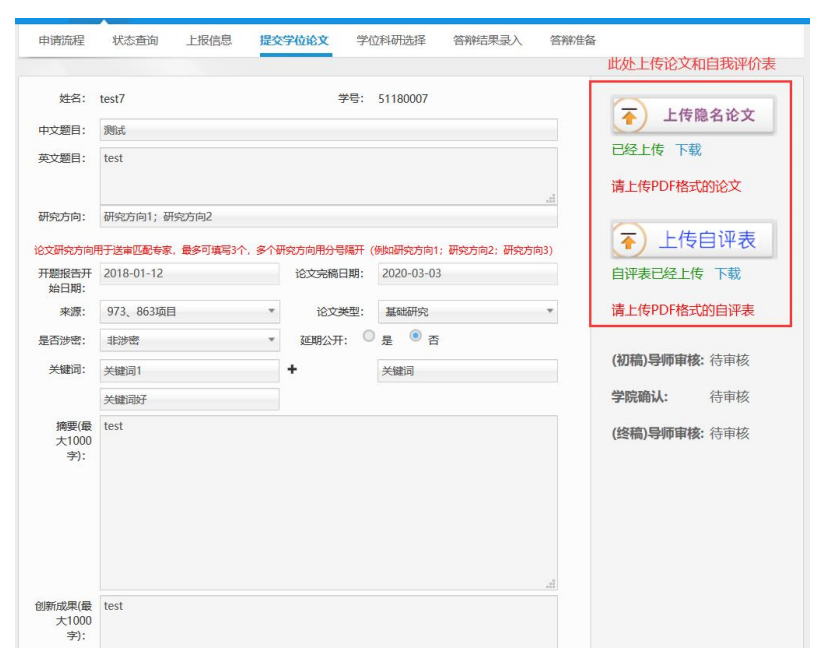 申请流程 状态查询 上报信息 提交学位论文 学位科研选择 答辩结果录入 答辩准备
此处上传论文和自我评价表
姓名: test7 学号: 51180007
上传隐名论文
中文题目: 测试
已经上传 下载
英文题目: test
请上传PDF格式的论文
研究方向: 研究方向1；研究方向2
上传自评表
论文研究方向用于送审匹配专家，最多可填写3个，多个研究方向用分号隔开（例如研究方向1；研究方向2；研究方向3）
开题报告开始日期: 2018-01-12 论文完稿日期: 2020-03-03
自评表已经上传 下载
来源: 973、863项目 论文类型: 基础研究
请上传PDF格式的自评表
是否涉密: 非涉密 延期公开: 是 否
关键词: 关键词1 + 关键词
(初稿)导师审核: 待审核
关键词好
学院确认: 待审核
摘要(最大1000字): test
(终稿)导师审核: 待审核
创新成果(最大1000字): test